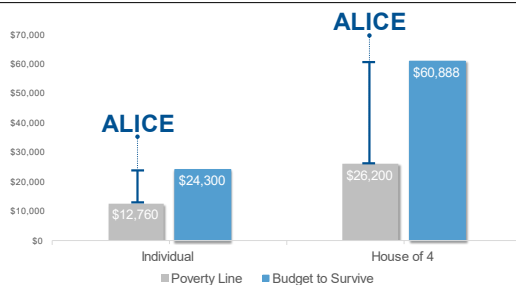 $70,000
$60,000
$50,000
$40,000
$30,000
$20,000
$10,000
$0
ALICE
ALICE
$12,760
$24,300
$26,200
$60,888
Individual
House of 4
Poverty Line
Budget to Survive